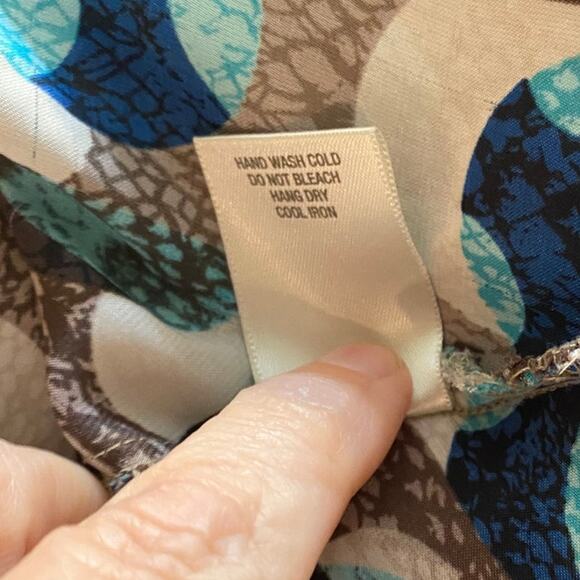 HAND WASH COLD
DO NOT BLEACH
HANG DRY
COOL IRON